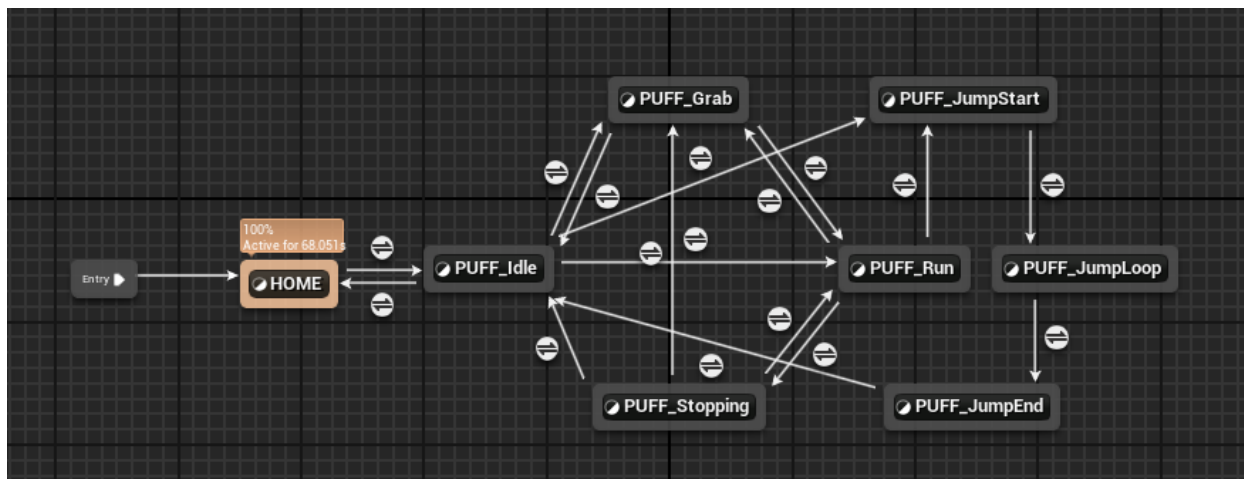 PUFF_Grab
PUFF_JumpStart
100%
Active for 68.051s
Entry
HOME
PUFF_Idle
PUFF_Run
PUFF_JumpLoop
PUFF_Stopping
PUFF_JumpEnd